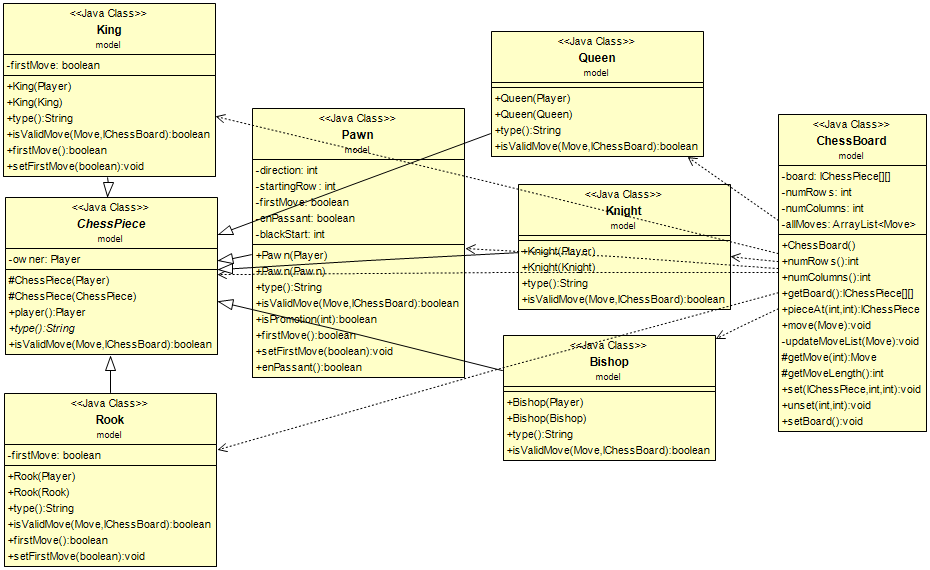 <<Java Class>>
King
model
-firstMove: boolean
+King(Player)
+King(King)
+type():String
+isValidMove(Move,IChessBoard):boolean
+firstMove():boolean
+setFirstMove(boolean):void
<<Java Class>>
ChessPiece
model
-owner: Player
#ChessPiece(Player)
#ChessPiece(ChessPiece)
+player():Player
+type():String
+isValidMove(Move,IChessBoard):boolean
<<Java Class>>
Rook
model
-firstMove: boolean
+Rook(Player)
+Rook(Rook)
+type():String
+isValidMove(Move,IChessBoard):boolean
+firstMove():boolean
+setFirstMove(boolean):void
<<Java Class>>
Pawn
model
-direction: int
-startingRow: int
-firstMove: boolean
-enPassant: boolean
-blackStart: int
+Pawn(Player)
+Pawn(Pawn)
+type():String
+isValidMove(Move,IChessBoard):boolean
+isPromotion(int):boolean
+firstMove():boolean
+setFirstMove(boolean):void
+enPassant():boolean
<<Java Class>>
Queen
model
+Queen(Player)
+Queen(Queen)
+type():String
+isValidMove(Move,IChessBoard):boolean
<<Java Class>>
Knight
model
+Knight(Player)
+Knight(Knight)
+type():String
+isValidMove(Move,IChessBoard):boolean
<<Java Class>>
Bishop
model
+Bishop(Player)
+Bishop(Bishop)
+type():String
+isValidMove(Move,IChessBoard):boolean
<<Java Class>>
ChessBoard
model
-board: IChessPiece[][]
-numRows: int
-numColumns: int
-allMoves: ArrayList<Move>
+ChessBoard()
+numRows():int
+numColumns():int
+getBoard():IChessPiece[][]
+pieceAt(int,int):IChessPiece
+move(Move):void
-updateMoveList(Move):void
#getMove(int):Move
#getMoveLength():int
+set(IChessPiece,int,int):void
+unset(int,int):void
+setBoard():void